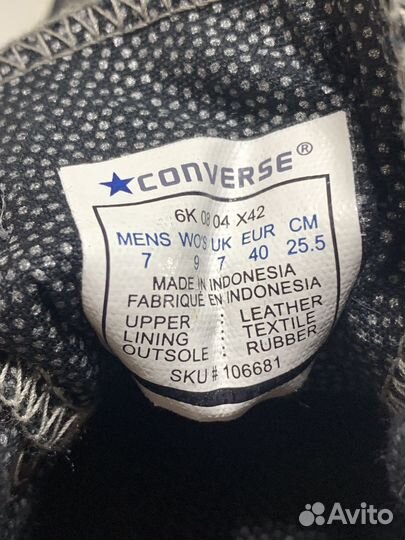 CONVERSE®
6K 08 04 X42
MENS WO'S UK EUR CM
7 9 7 40 25.5
MADE IN INDONESIA
FABRIQUÉ EN INDONESIA
UPPER : LEATHER
LINING : TEXTILE
OUTSOLE : RUBBER
SKU # 106681
Avito